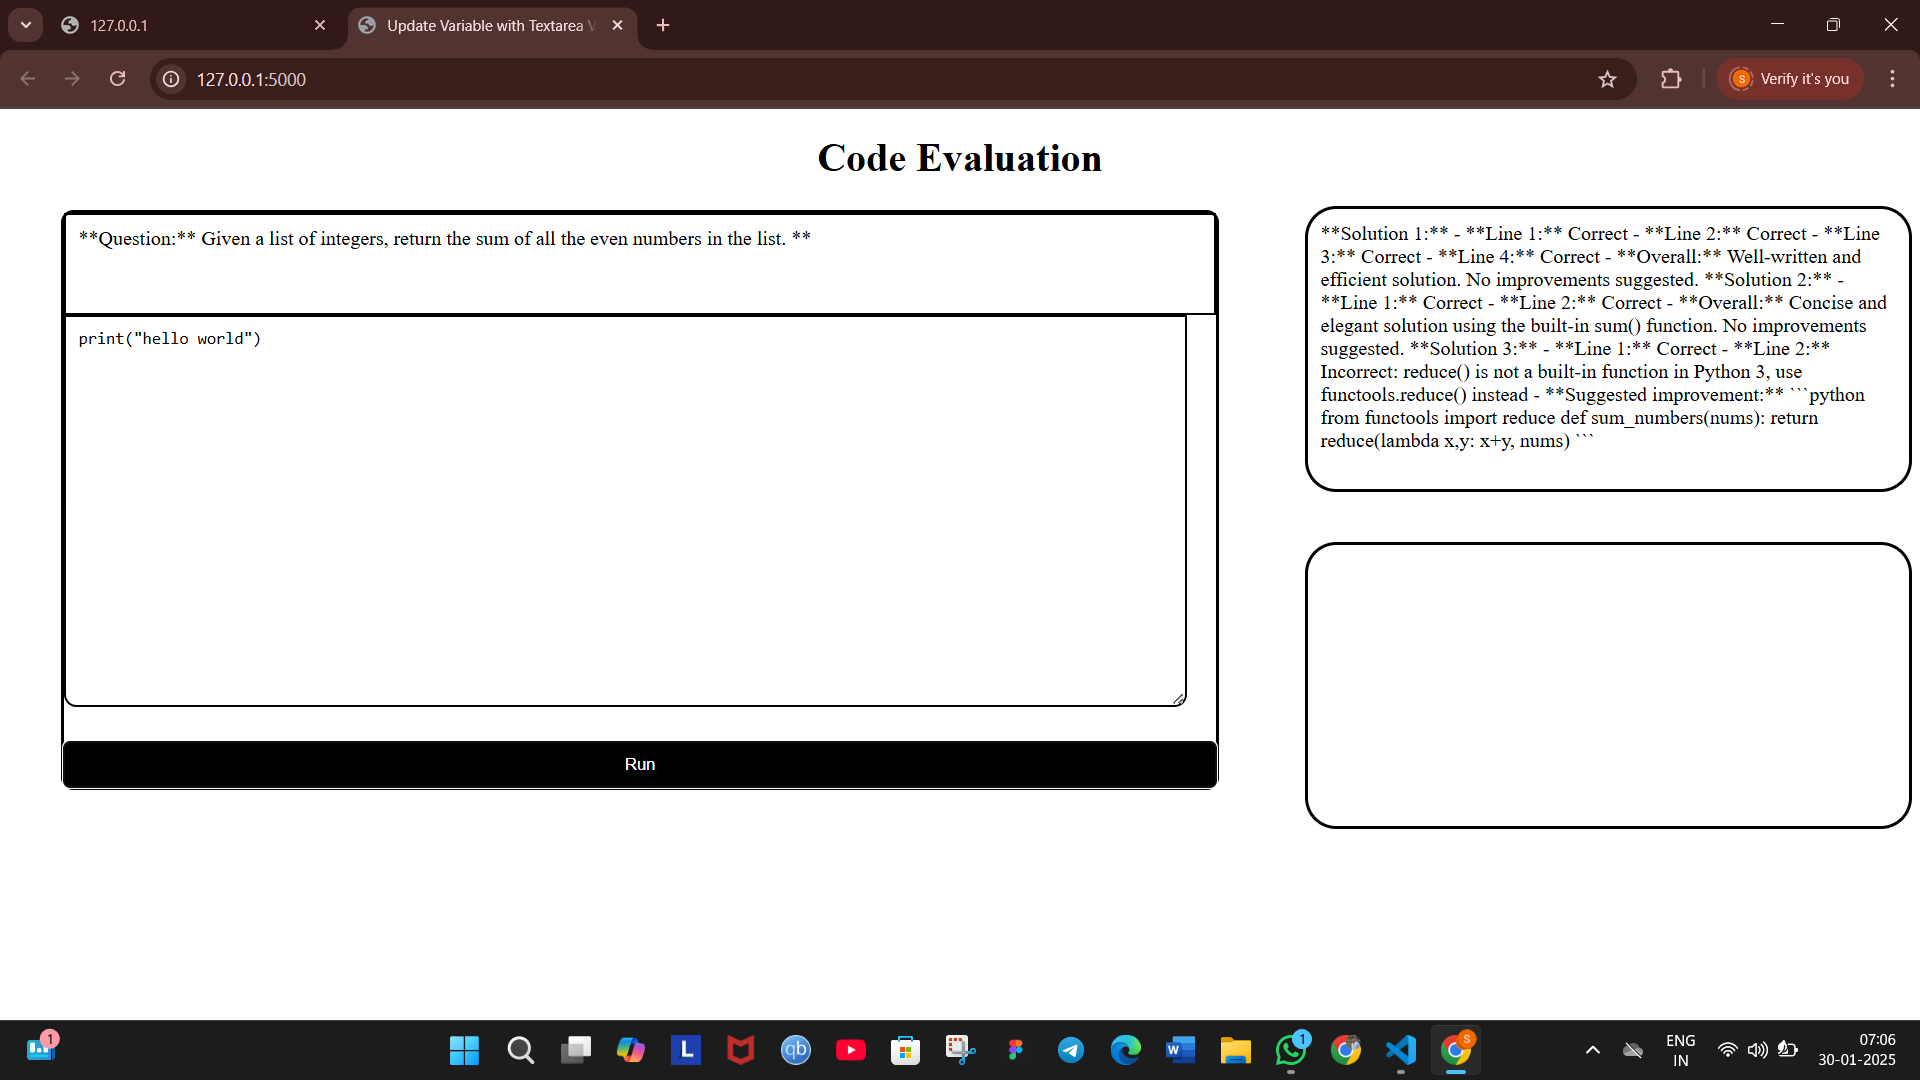 127.0.0.1
Update Variable with Textarea V
127.0.0.1:5000
S
Verify it's you
Code Evaluation
**Question:** Given a list of integers, return the sum of all the even numbers in the list. **
print("hello world")
Run
**Solution 1:** - **Line 1:** Correct - **Line 2:** Correct - **Line
3:** Correct - **Line 4:** Correct - **Overall:** Well-written and
efficient solution. No improvements suggested. **Solution 2:** -
**Line 1:** Correct - **Line 2:** Correct - **Overall:** Concise and
elegant solution using the built-in sum() function. No improvements
suggested. **Solution 3:** - **Line 1:** Correct - **Line 2:**
Incorrect: reduce() is not a built-in function in Python 3, use
functools.reduce() instead - **Suggested improvement:** ```python
from functools import reduce def sum_numbers(nums): return
reduce(lambda x,y: x+y, nums) ```
1
L
qb
W
1
S
ENG
IN
07:06
30-01-2025